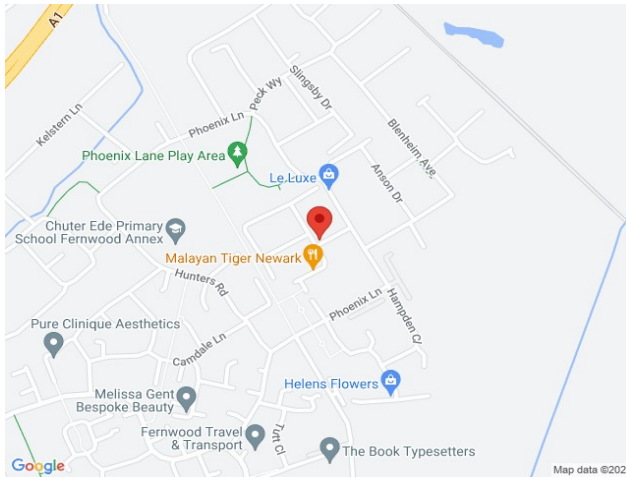 A1
Kelstern Ln
Peck Wy
Slingsby Dr
Phoenix Ln
Blenheim Ave
Phoenix Lane Play Area
Le Luxe
Anson Dr
Chuter Ede Primary
School Fernwood Annex
Malayan Tiger Newark
Hunters Rd
Phoenix Ln
Hampden Cl
Pure Clinique Aesthetics
Camdale Ln
Helens Flowers
Melissa Gent
Bespoke Beauty
Tutt Cl
Fernwood Travel
& Transport
The Book Typesetters
Google
Map data ©202